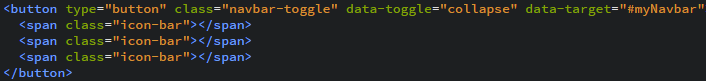 <button type="button" class="navbar-toggle" data-toggle="collapse" data-target="#myNavbar"
<span class="icon-bar"></span>
<span class="icon-bar"></span>
<span class="icon-bar"></span>
</button>